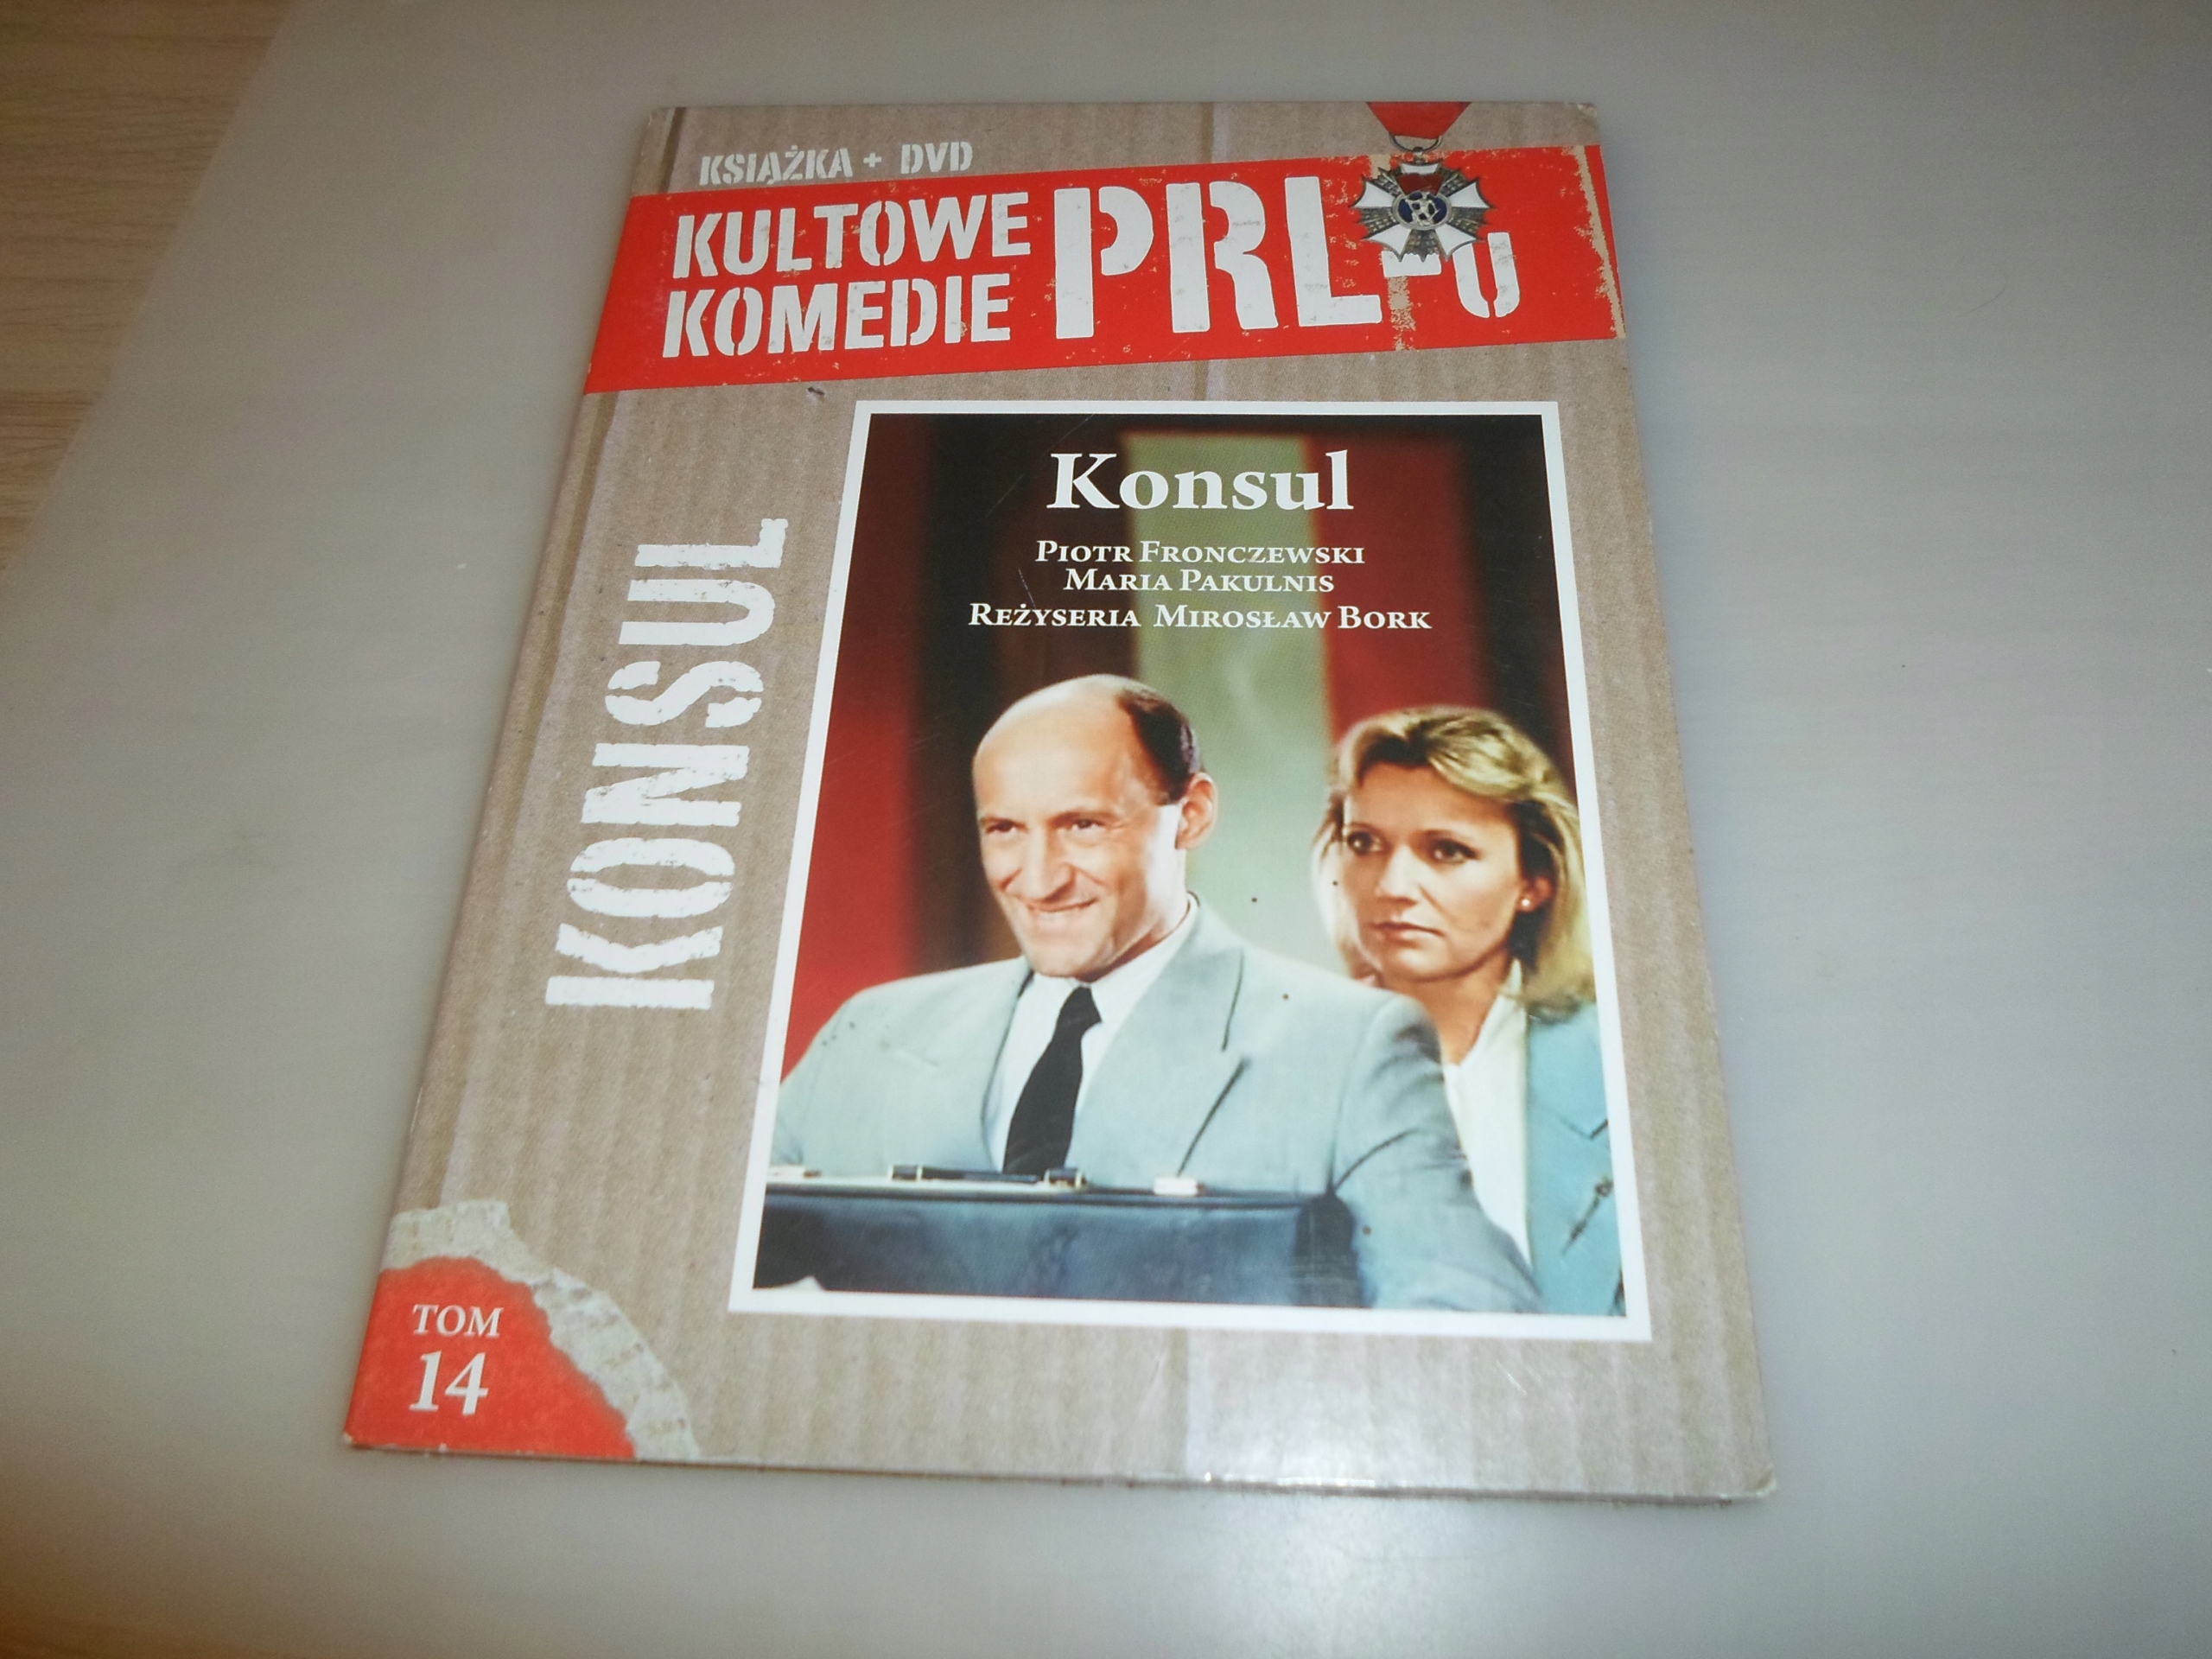 KSIĄŻKA + DVD
KULTOWE
KOMEDIE
PRL-U
Konsul
PIOTR FRONCZEWSKI
MARIA PAKULNIS
REŻYSERIA MIROSŁAW BORK
KONSUL
TOM
14